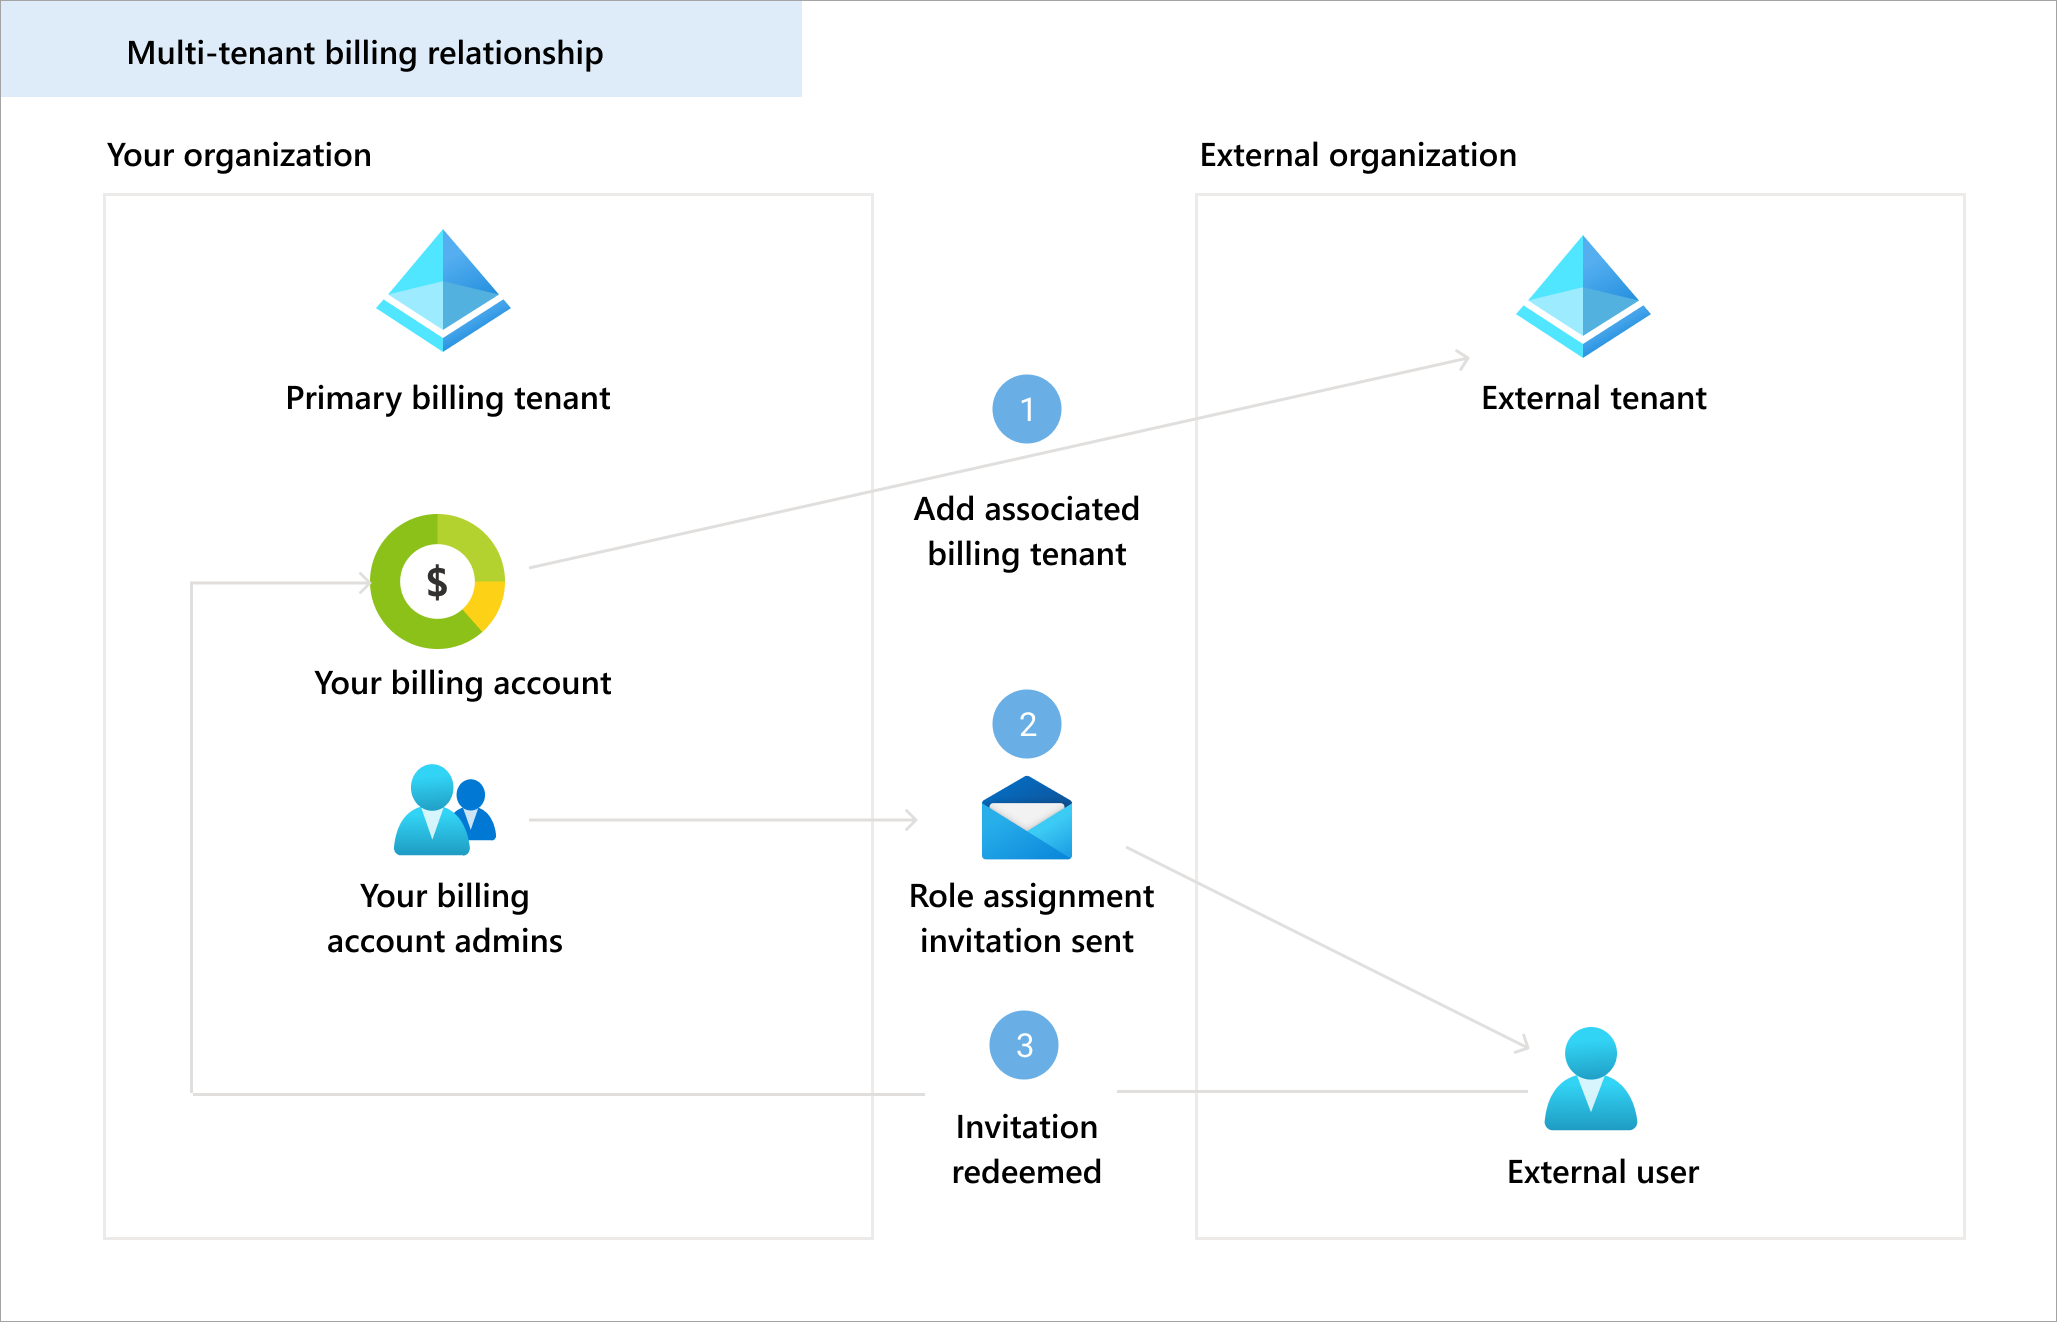 Multi-tenant billing relationship
Your organization
External organization
Primary billing tenant
External tenant
1
Add associated
billing tenant
$
Your billing account
2
Your billing
account admins
Role assignment
invitation sent
3
Invitation
redeemed
External user